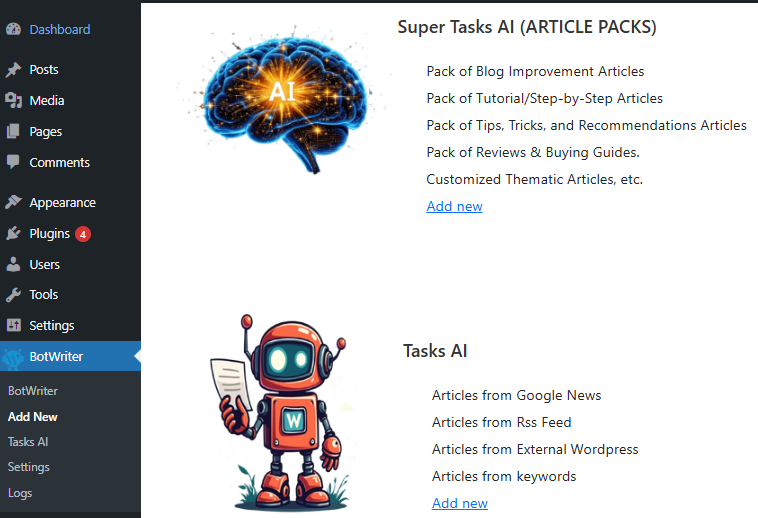 Dashboard
Posts
Media
Pages
Comments
Appearance
Plugins 4
Users
Tools
Settings
BotWriter
BotWriter
Add New
Tasks AI
Settings
Logs
AI
Super Tasks AI (ARTICLE PACKS)
Pack of Blog Improvement Articles
Pack of Tutorial/Step-by-Step Articles
Pack of Tips, Tricks, and Recommendations Articles
Pack of Reviews & Buying Guides.
Customized Thematic Articles, etc.
Add new
W
Tasks AI
Articles from Google News
Articles from Rss Feed
Articles from External Wordpress
Articles from keywords
Add new